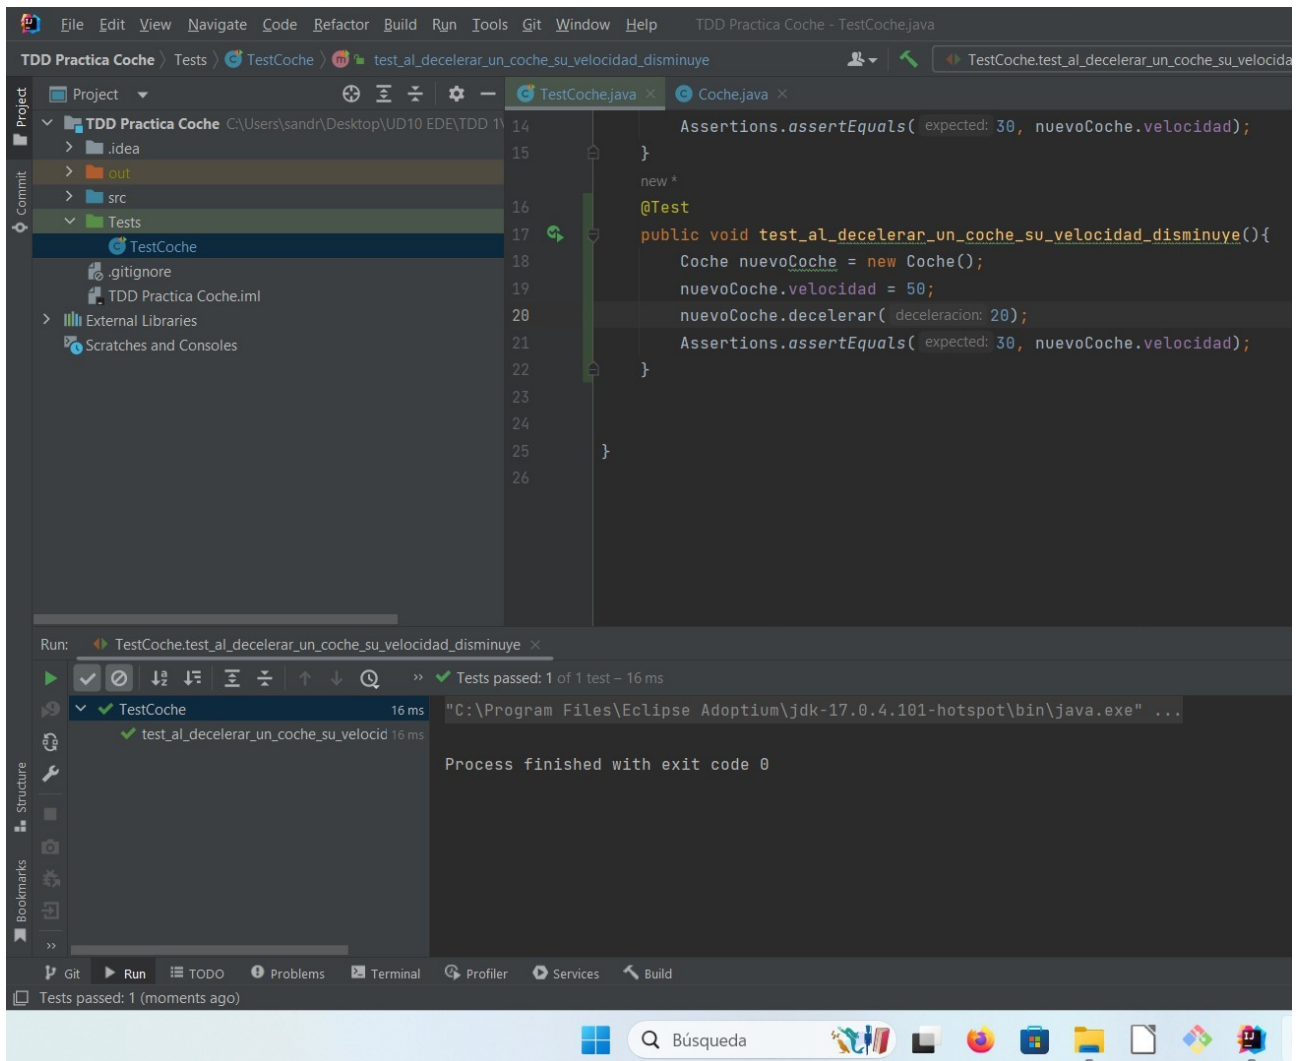 File Edit View Navigate Code Refactor Build Run Tools Git Window Help TDD Practica Coche - TestCoche.java
TDD Practica Coche Tests TestCoche test_al_decelerar_un_coche_su_velocidad_disminuye TestCoche.test_al_decelerar_un_coche_su_velocida
Project
Commit
Structure
Bookmarks
Project
TDD Practica Coche C:\Users\sandr\Desktop\UD10 EDE\TDD 1\
.idea
out
src
Tests
TestCoche
.gitignore
TDD Practica Coche.iml
External Libraries
Scratches and Consoles
TestCoche.java Coche.java
14 Assertions.assertEquals( expected: 30, nuevoCoche.velocidad);
15 }
new *
16 @Test
17 public void test_al_decelerar_un_coche_su_velocidad_disminuye(){
18 Coche nuevoCoche = new Coche();
19 nuevoCoche.velocidad = 50;
20 nuevoCoche.decelerar( deceleracion: 20);
21 Assertions.assertEquals( expected: 30, nuevoCoche.velocidad);
22 }
23
24
25 }
26
Run: TestCoche.test_al_decelerar_un_coche_su_velocidad_disminuye
» Tests passed: 1 of 1 test – 16 ms
TestCoche 16 ms
test_al_decelerar_un_coche_su_velocid 16 ms
"C:\Program Files\Eclipse Adoptium\jdk-17.0.4.101-hotspot\bin\java.exe" ...
Process finished with exit code 0
»
Git Run TODO Problems Terminal Profiler Services Build
Tests passed: 1 (moments ago)
Búsqueda